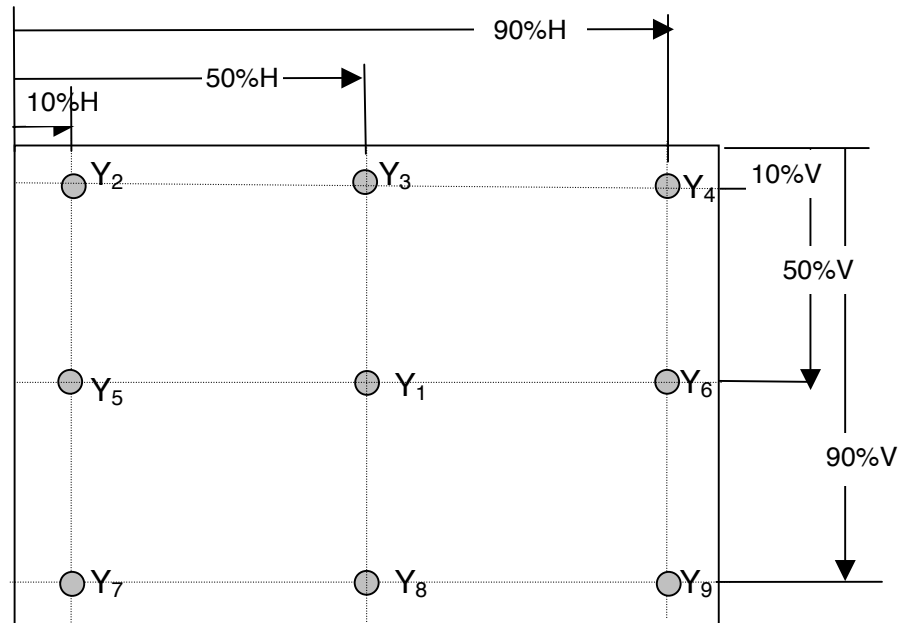 90%H
50%H
10%H
Y₂ Y₃ Y₄ 10%V
50%V
Y₅ Y₁ Y₆
90%V
Y₇ Y₈ Y₉